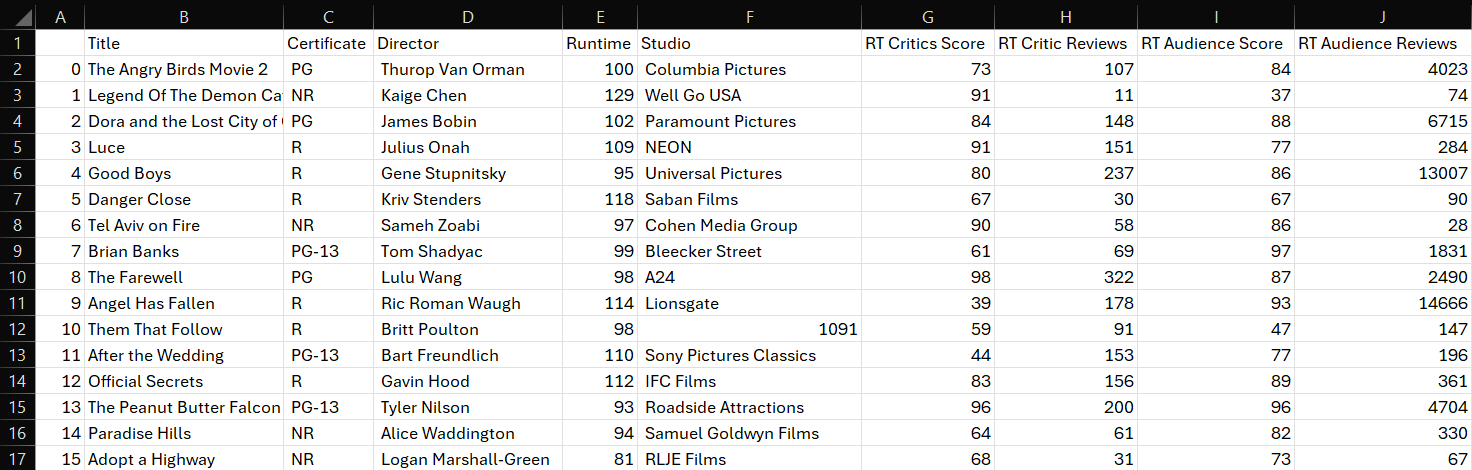 A B C D E F G H I J
1 Title Certificate Director Runtime Studio RT Critics Score RT Critic Reviews RT Audience Score RT Audience Reviews
2 0 The Angry Birds Movie 2 PG Thurop Van Orman 100 Columbia Pictures 73 107 84 4023
3 1 Legend Of The Demon Ca NR Kaige Chen 129 Well Go USA 91 11 37 74
4 2 Dora and the Lost City of PG James Bobin 102 Paramount Pictures 84 148 88 6715
5 3 Luce R Julius Onah 109 NEON 91 151 77 284
6 4 Good Boys R Gene Stupnitsky 95 Universal Pictures 80 237 86 13007
7 5 Danger Close R Kriv Stenders 118 Saban Films 67 30 67 90
8 6 Tel Aviv on Fire NR Sameh Zoabi 97 Cohen Media Group 90 58 86 28
9 7 Brian Banks PG-13 Tom Shadyac 99 Bleecker Street 61 69 97 1831
10 8 The Farewell PG Lulu Wang 98 A24 98 322 87 2490
11 9 Angel Has Fallen R Ric Roman Waugh 114 Lionsgate 39 178 93 14666
12 10 Them That Follow R Britt Poulton 98 1091 59 91 47 147
13 11 After the Wedding PG-13 Bart Freundlich 110 Sony Pictures Classics 44 153 77 196
14 12 Official Secrets R Gavin Hood 112 IFC Films 83 156 89 361
15 13 The Peanut Butter Falcon PG-13 Tyler Nilson 93 Roadside Attractions 96 200 96 4704
16 14 Paradise Hills NR Alice Waddington 94 Samuel Goldwyn Films 64 61 82 330
17 15 Adopt a Highway NR Logan Marshall-Green 81 RLJE Films 68 31 73 67